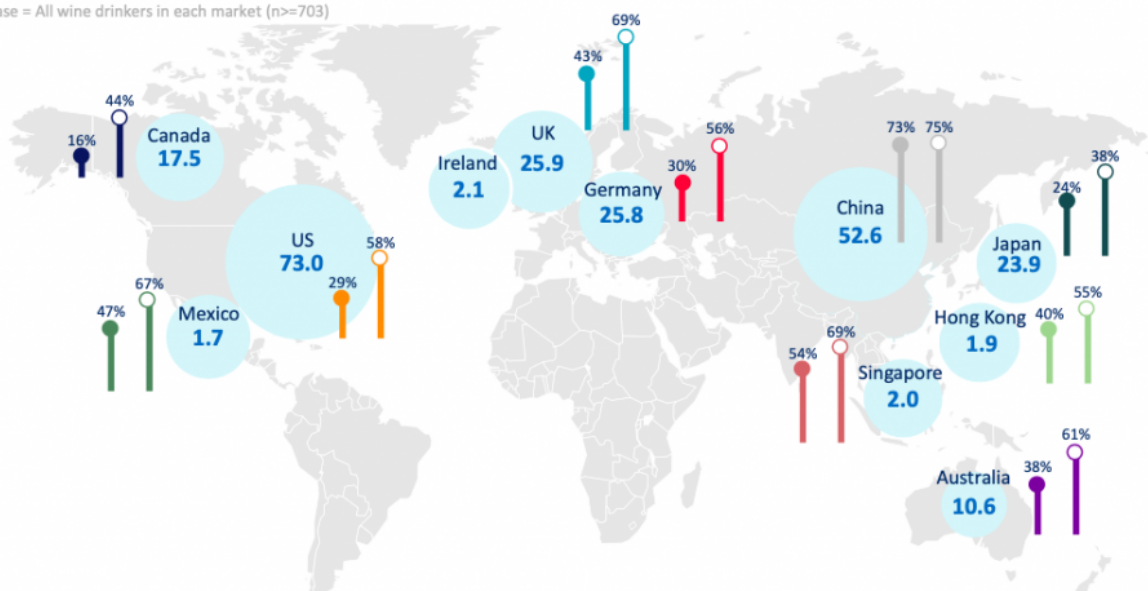 =All wine drinkers in each market (n>=703)
69%
43%
44%
16%
Canada
17.5
UK
25.9
Ireland
2.1
Germany
25.8
56%
30%
73%
75%
China
52.6
38%
24%
Japan
23.9
US
73.0
58%
29%
67%
47%
Mexico
1.7
Hong Kong
1.9
55%
40%
69%
54%
Singapore
2.0
61%
38%
Australia
10.6